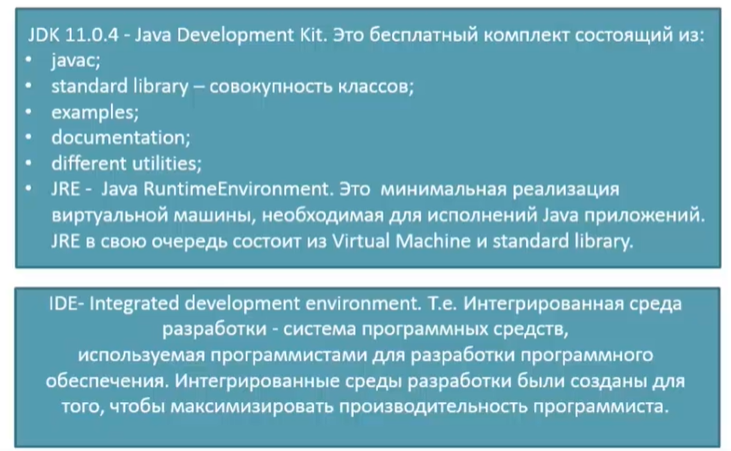 JDK 11.0.4 - Java Development Kit. Это бесплатный комплект состоящий из:
• javac;
• standard library – совокупность классов;
• examples;
• documentation;
• different utilities;
• JRE - Java RuntimeEnvironment. Это минимальная реализация
виртуальной машины, необходимая для исполнений Java приложений.
JRE в свою очередь состоит из Virtual Machine и standard library.
IDE- Integrated development environment. Т.е. Интегрированная среда
разработки - система программных средств,
используемая программистами для разработки программного
обеспечения. Интегрированные среды разработки были созданы для
того, чтобы максимизировать производительность программиста.